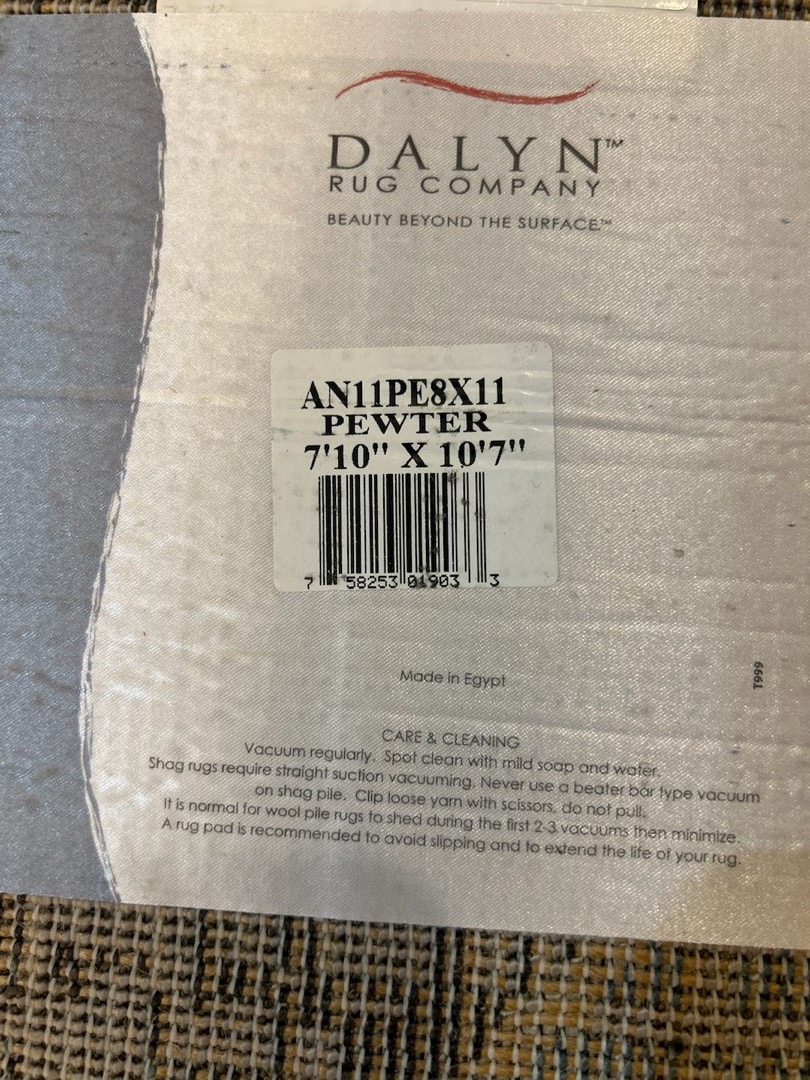 DALYN™
RUG COMPANY
BEAUTY BEYOND THE SURFACE.™
AN11PE8X11
PEWTER
7'10" X 10'7"
7 58253 01903 3
Made in Egypt
T999
CARE & CLEANING
Vacuum regularly. Spot clean with mild soap and water.
Shag rugs require straight suction vacuuming. Never use a beater bar type vacuum
on shag pile. Clip loose yarn with scissors, do not pull.
It is normal for wool pile rugs to shed during the first 2-3 vacuums then minimize.
A rug pad is recommended to avoid slipping and to extend the life of your rug.